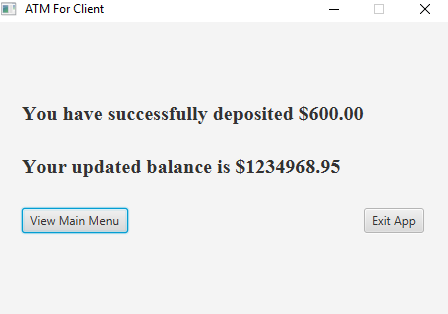 ATM For Client
You have successfully deposited $600.00
Your updated balance is $1234968.95
View Main Menu
Exit App